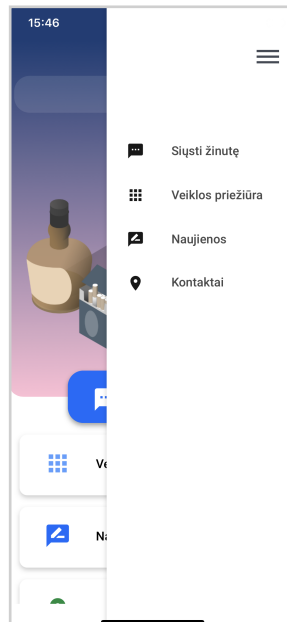 15:46
Siųsti žinutę
Veiklos priežiūra
Naujienos
Kontaktai